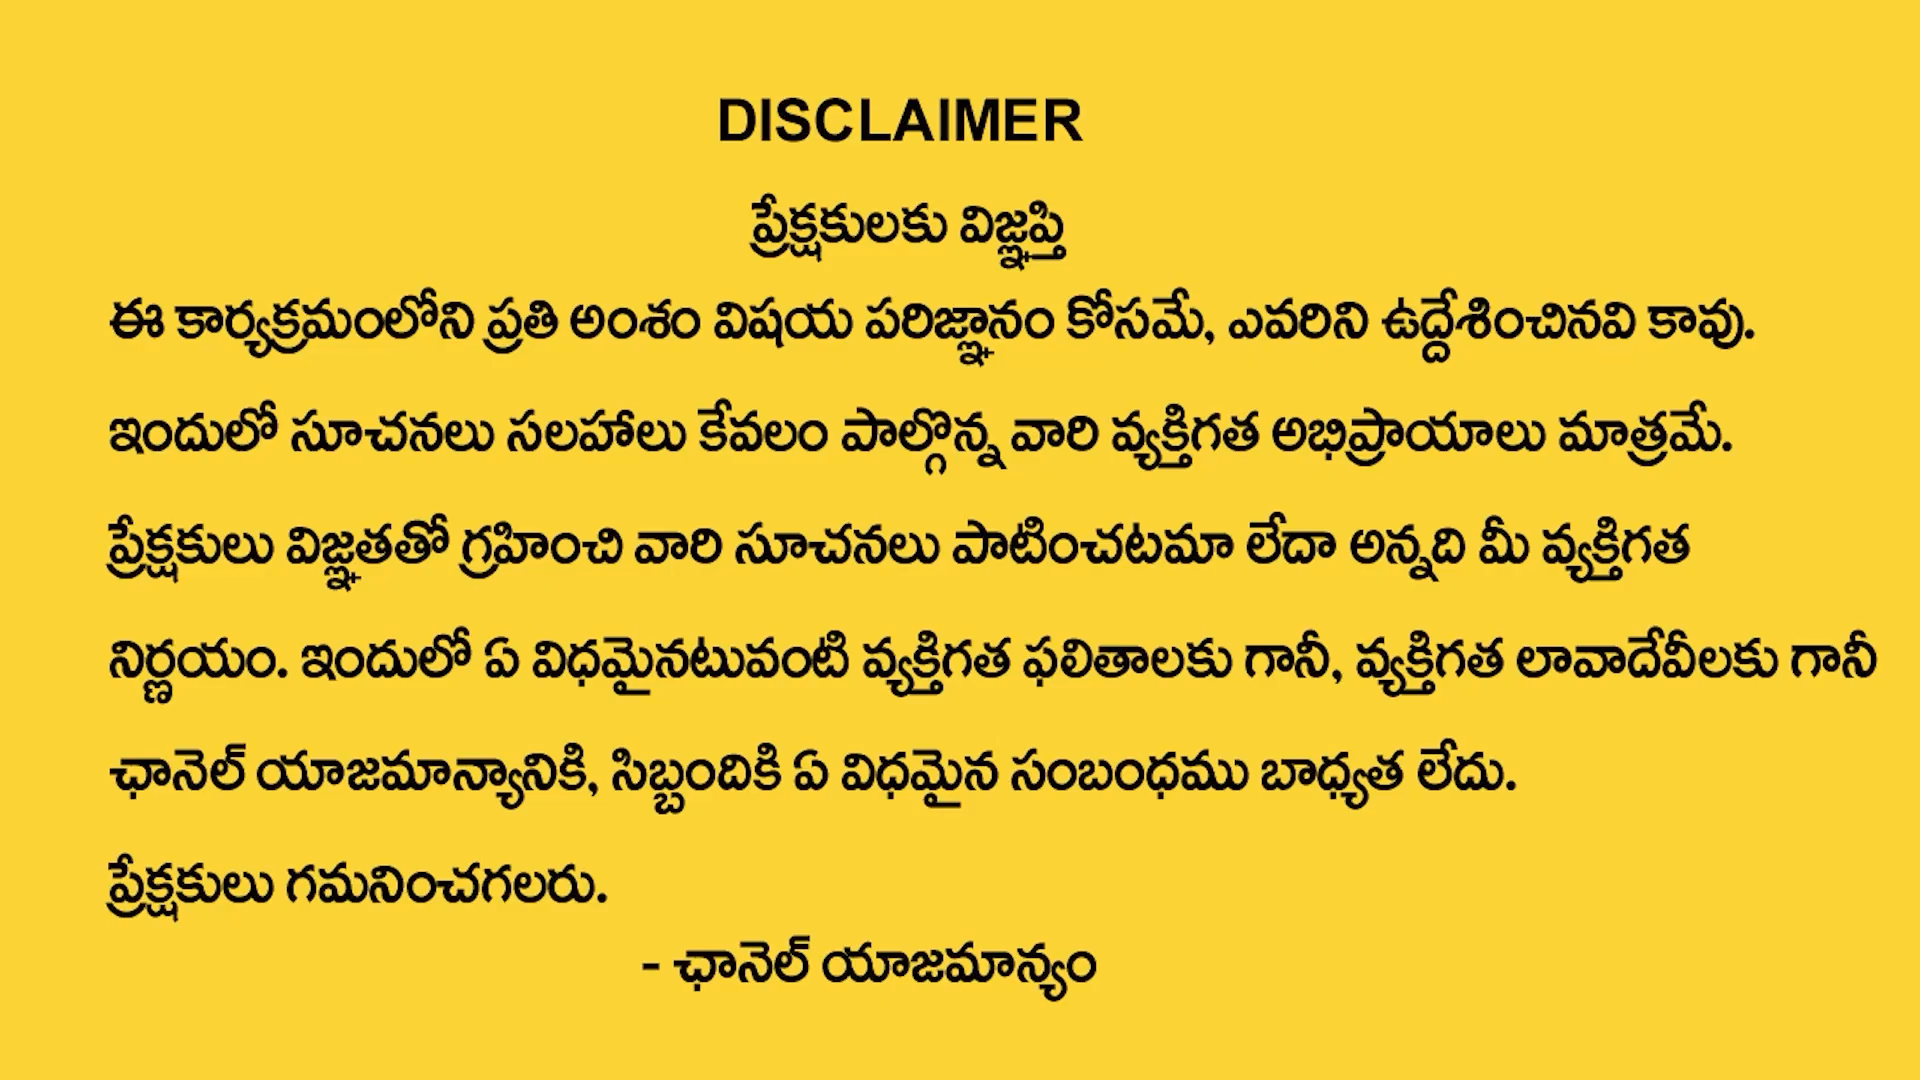 DISCLAIMER
ప్రేక్షకులకు విజ్ఞప్తి
ఈ కార్యక్రమంలోని ప్రతి అంశం విషయ పరిజ్ఞానం కోసమే, ఎవరిని ఉద్దేశించినవి కావు.
ఇందులో సూచనలు సలహాలు కేవలం పాల్గొన్న వారి వ్యక్తిగత అభిప్రాయాలు మాత్రమే.
ప్రేక్షకులు విజ్ఞతతో గ్రహించి వారి సూచనలు పాటించటమా లేదా అన్నది మీ వ్యక్తిగత
నిర్ణయం. ఇందులో ఏ విధమైనటువంటి వ్యక్తిగత ఫలితాలకు గానీ, వ్యక్తిగత లావాదేవీలకు గానీ
ఛానెల్ యాజమాన్యానికి, సిబ్బందికి ఏ విధమైన సంబంధము బాధ్యత లేదు.
ప్రేక్షకులు గమనించగలరు.
- ఛానెల్ యాజమాన్యం